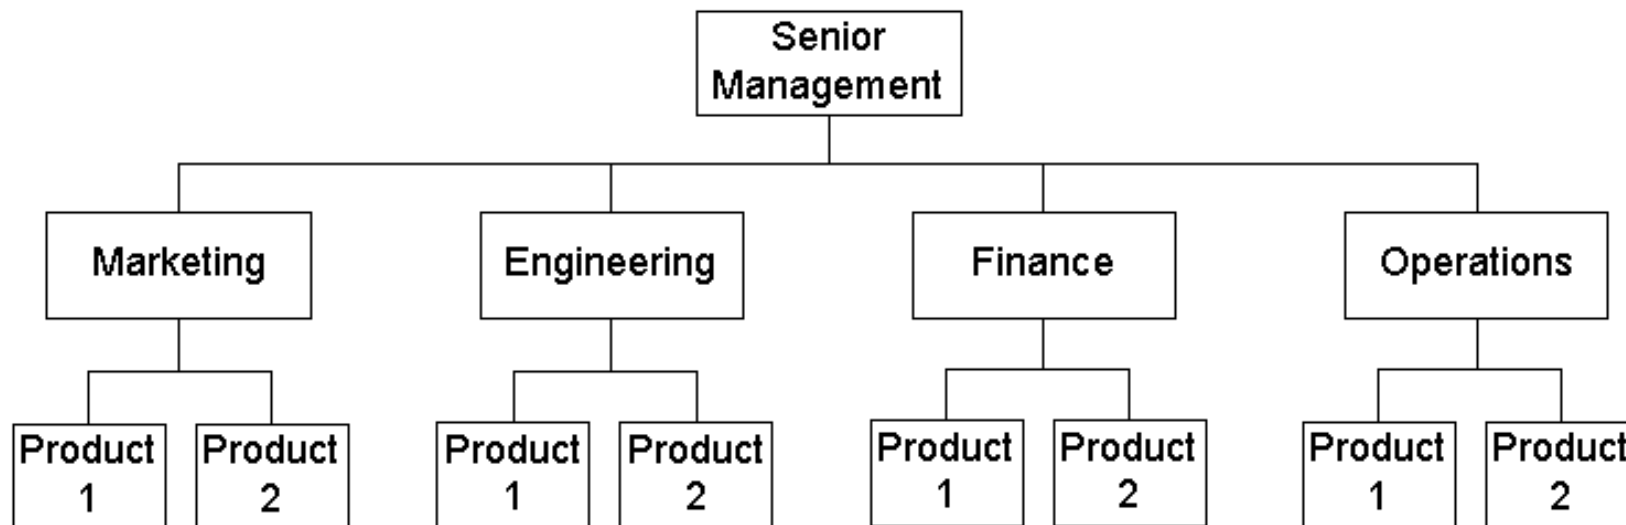 Senior
Management
Marketing
Engineering
Finance
Operations
Product
1
Product
2
Product
1
Product
2
Product
1
Product
2
Product
1
Product
2